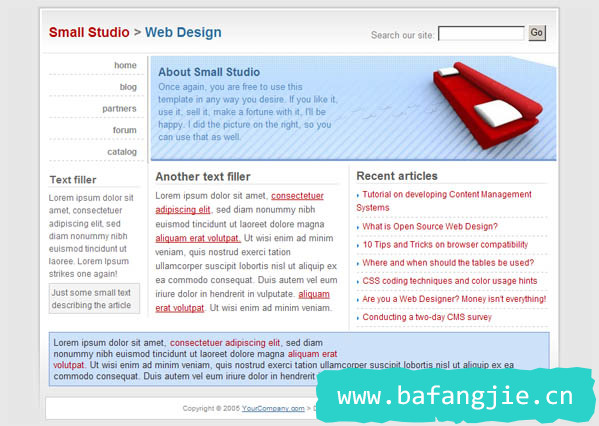 Small Studio > Web Design
Search our site:
Go
home
blog
partners
forum
catalog
About Small Studio
Once again, you are free to use this
template in any way you desire. If you like it,
use it, sell it, make a fortune with it, I'll be
happy. I did the picture on the right, so you
can use that as well.
Text filler
Lorem ipsum dolor sit
amet, consectetuer
adipiscing elit, sed
diam nonummy nibh
euismod tincidunt ut
laoree. Lorem Ipsum
strikes one again!
Just some small text
describing the article
Another text filler
Lorem ipsum dolor sit amet, consectetuer
adipiscing elit, sed diam nonummy nibh
euismod tincidunt ut laoreet dolore magna
aliquam erat volutpat. Ut wisi enim ad minim
veniam, quis nostrud exerci tation
ullamcorper suscipit lobortis nisl ut aliquip ex
ea commodo consequat. Duis autem vel eum
iriure dolor in hendrerit in vulputate. aliquam
erat volutpat. Ut wisi enim ad minim veniam.
Recent articles
Tutorial on developing Content Management
Systems
What is Open Source Web Design?
10 Tips and Tricks on browser compatibility
Where and when should the tables be used?
CSS coding techniques and color usage hints
Are you a Web Designer? Money isn't everything!
Conducting a two-day CMS survey
Lorem ipsum dolor sit amet, consectetuer adipiscing elit, sed diam
nonummy nibh euismod tincidunt ut laoreet dolore magna aliquam erat
volutpat. Ut wisi enim ad minim veniam, quis nostrud exerci tation
ullamcorper suscipit lobortis nisl ut aliquip ex ea commodo
consequat. Duis autem vel eum iriure dolor in hendrerit
Copyright © 2005 YourCompany.com >
www.bafangjie.cn